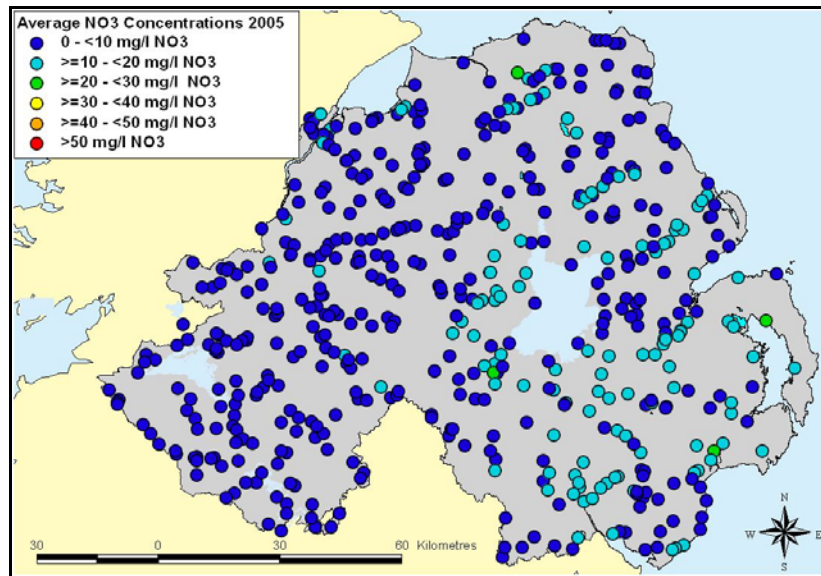 Average NO3 Concentrations 2005
0 - <10 mg/l NO3
>=10 - <20 mg/l NO3
>=20 - <30 mg/l NO3
>=30 - <40 mg/l NO3
>=40 - <50 mg/l NO3
>50 mg/l NO3
N
W E
S
30 0 30 60 Kilometres